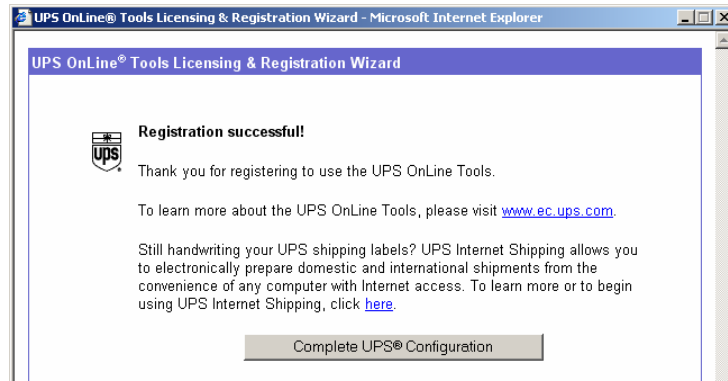 UPS OnLine® Tools Licensing & Registration Wizard - Microsoft Internet Explorer
UPS OnLine® Tools Licensing & Registration Wizard
Registration successful!
ups
Thank you for registering to use the UPS OnLine Tools.
To learn more about the UPS OnLine Tools, please visit www.ec.ups.com.
Still handwriting your UPS shipping labels? UPS Internet Shipping allows you
to electronically prepare domestic and international shipments from the
convenience of any computer with Internet access. To learn more or to begin
using UPS Internet Shipping, click here.
Complete UPS® Configuration